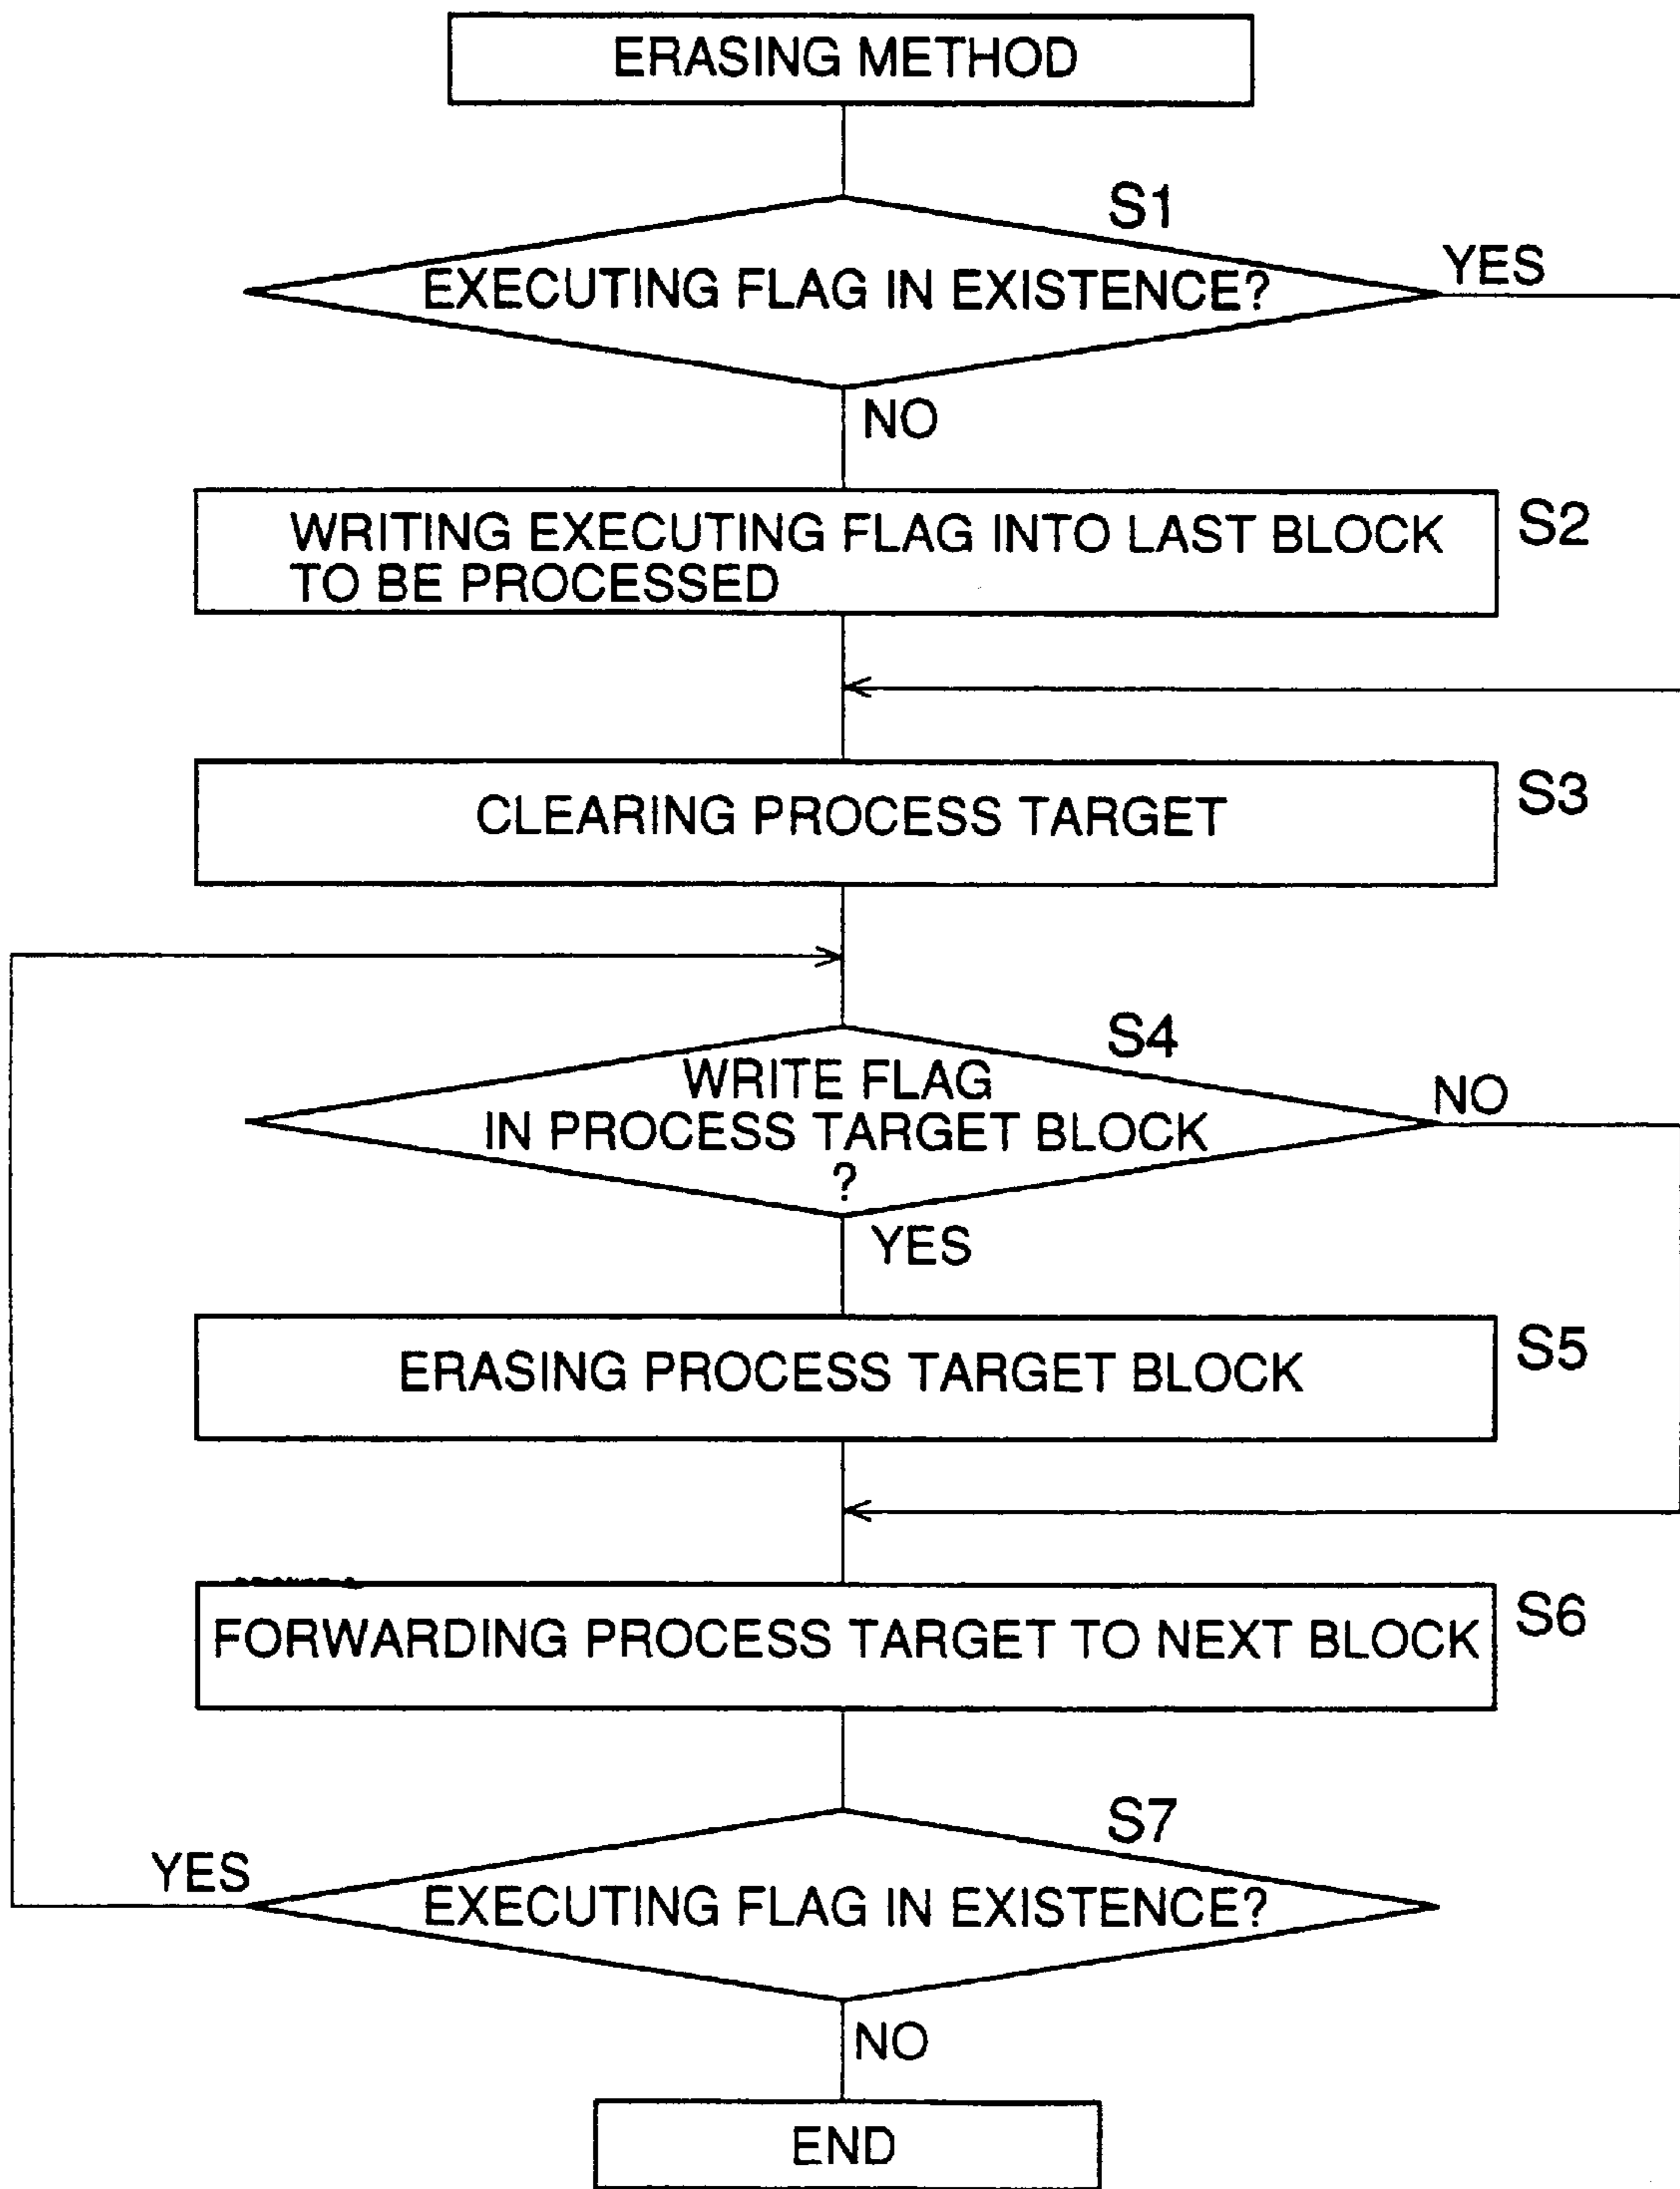 ERASING METHOD
S1
EXECUTING FLAG IN EXISTENCE?
YES
NO
WRITING EXECUTING FLAG INTO LAST BLOCK
TO BE PROCESSED
S2
CLEARING PROCESS TARGET
S3
S4
WRITE FLAG
IN PROCESS TARGET BLOCK
?
NO
YES
ERASING PROCESS TARGET BLOCK
S5
FORWARDING PROCESS TARGET TO NEXT BLOCK
S6
S7
YES
EXECUTING FLAG IN EXISTENCE?
NO
END